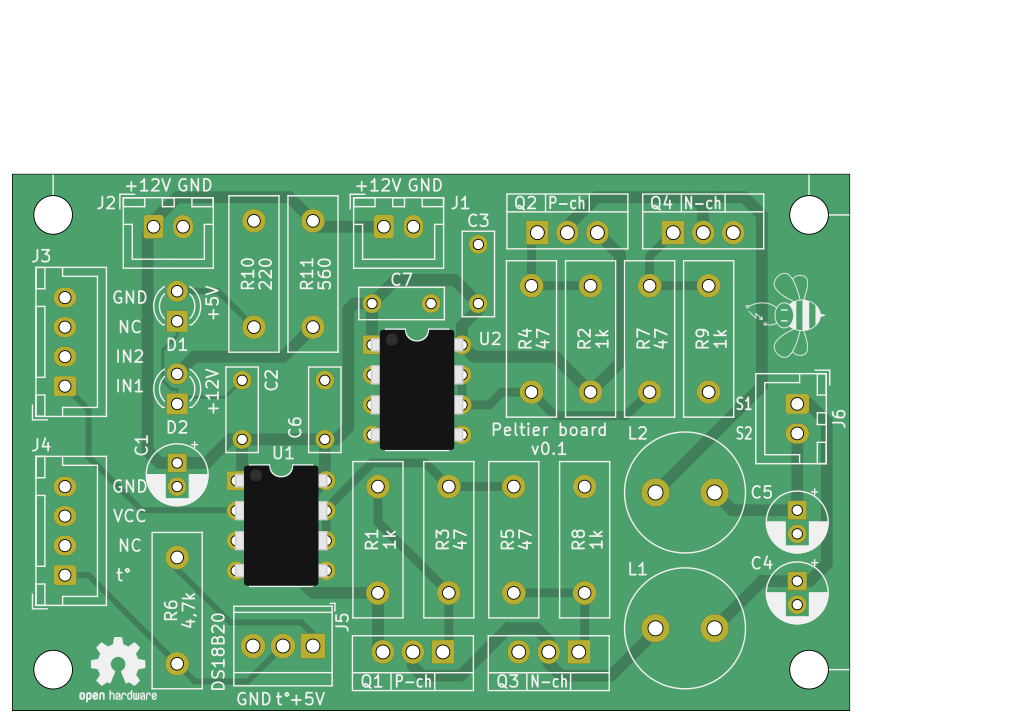 +12V GND
J2
+12V GND
J1
Q2 P-ch
Q4 N-ch
C3
J3
GND
NC
IN2
IN1
+5V
D1
+12V
D2
R10
220
R11
560
C7
U2
R4
47
R2
1k
R7
47
R9
1k
C2
C6
S1
S2
J6
Peltier board
v0.1
J4
C1
+
GND
VCC
NC
t°
U1
L2
C5
+
R1
1k
R3
47
R5
47
R8
1k
C4
+
L1
R6
4,7k
DS18B20
J5
GND t° +5V
Q1 P-ch
Q3 N-ch
open hardware